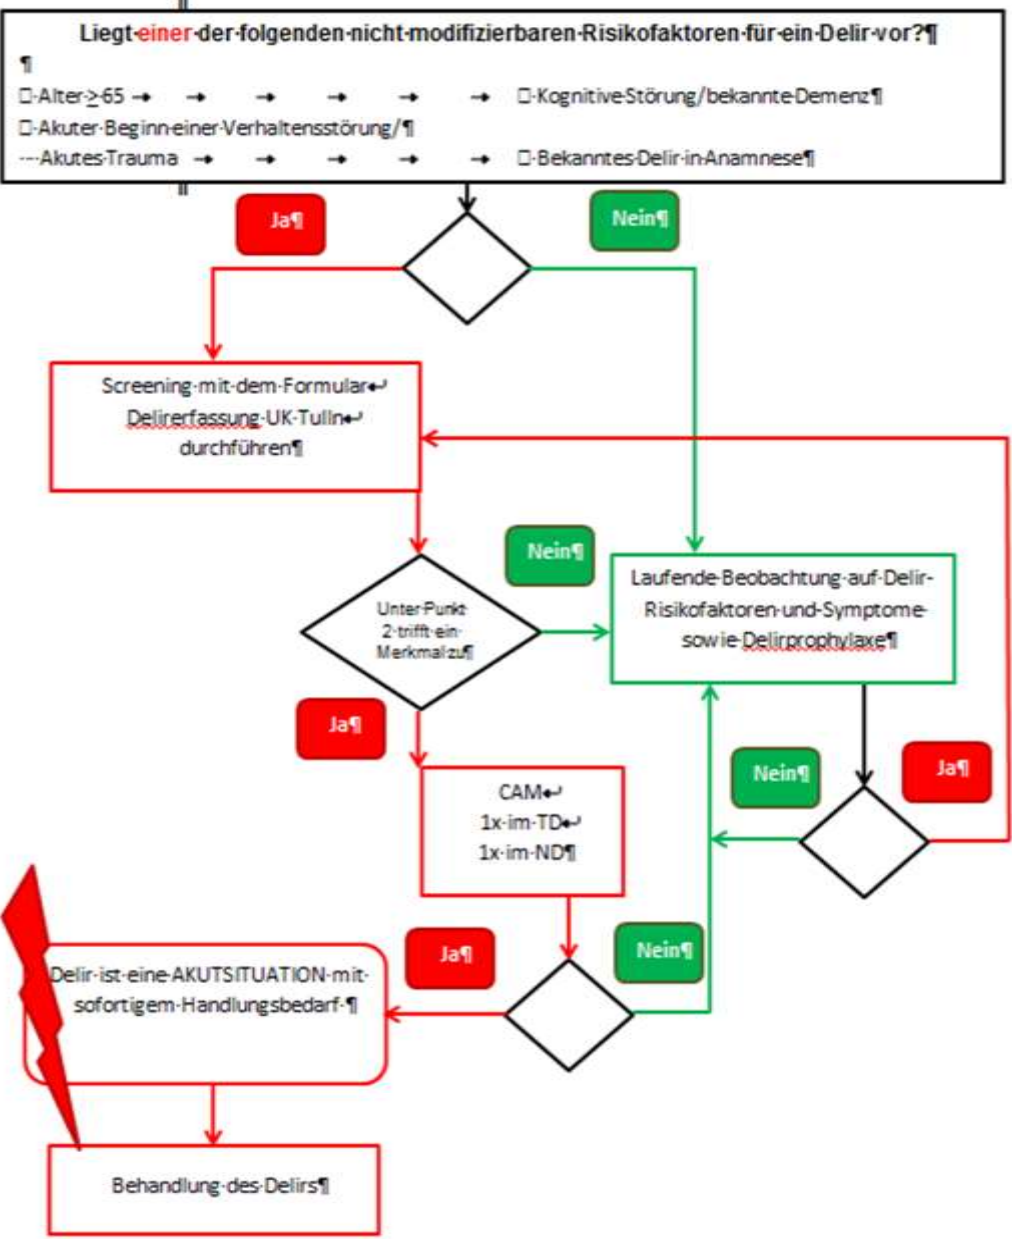 Liegt·einer·der·folgenden·nicht·modifizierbaren·Risikofaktoren·für·ein·Delir·vor?¶
¶
□·Alter·≥·65 → → → → → → □·Kognitive·Störung/bekannte·Demenz¶
□·Akuter·Beginn·einer·Verhaltensstörung/¶
···Akutes·Trauma → → → → → □·Bekanntes·Delir·in·Anamnese¶
Ja¶
Nein¶
Screening·mit·dem·Formular↵
Delirerfassung·UK·Tulln↵
durchführen¶
Nein¶
Laufende·Beobachtung·auf·Delir-
Risikofaktoren·und·Symptome·
sowie·Delirprophylaxe¶
Unter·Punkt·
2·trifft·ein·
Merkmal·zu¶
Ja¶
Nein¶
Ja¶
CAM↵
1x·im·TD↵
1x·im·ND¶
Ja¶
Nein¶
Delir·ist·eine·AKUTSITUATION·mit·
sofortigem·Handlungsbedarf·¶
Behandlung·des·Delirs¶